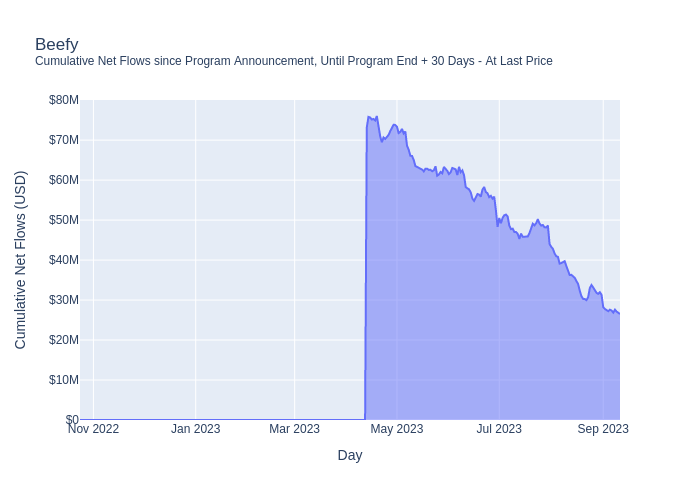 Beefy
Cumulative Net Flows since Program Announcement, Until Program End + 30 Days - At Last Price
$80M
$70M
$60M
$50M
$40M
$30M
$20M
$10M
$0
Cumulative Net Flows (USD)
Nov 2022
Jan 2023
Mar 2023
May 2023
Jul 2023
Sep 2023
Day